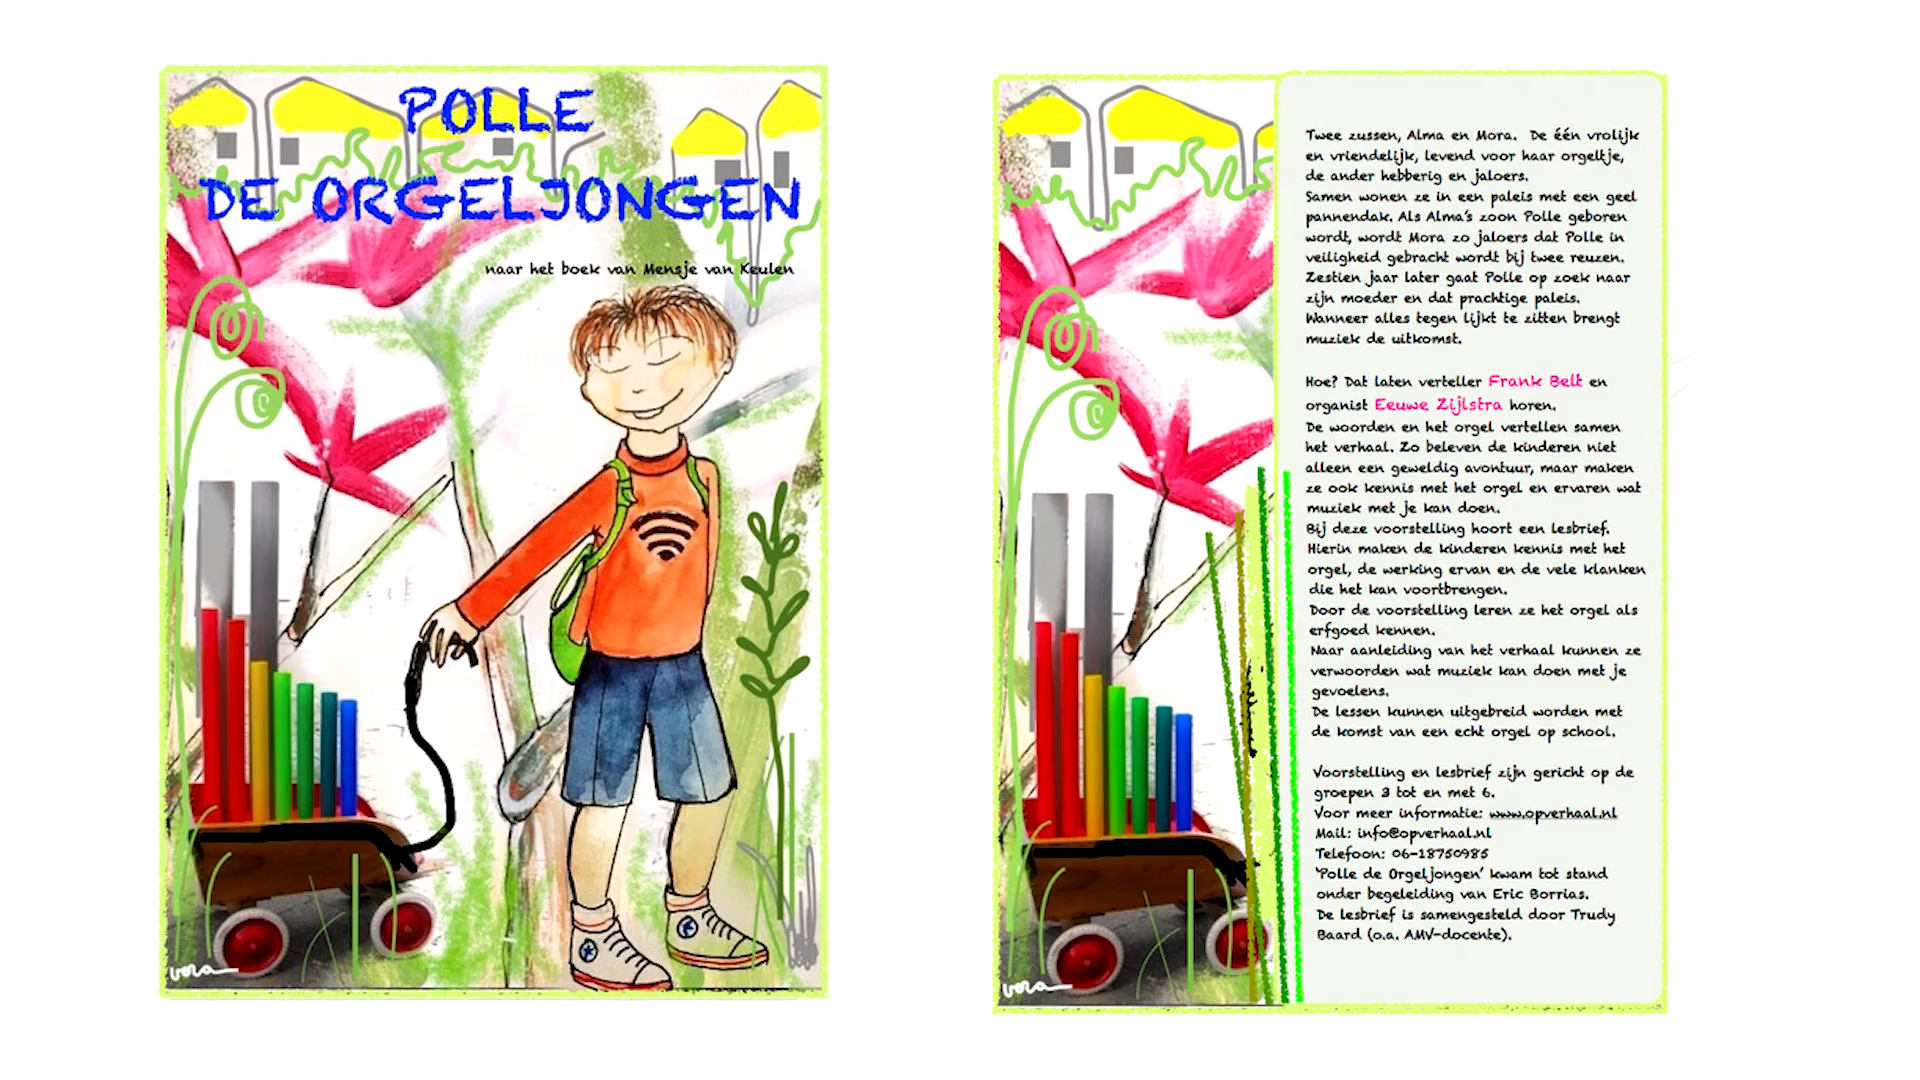 POLLE
DE ORGELJONGEN
naar het boek van Mensje van Keulen
vera
Twee zussen, Alma en Mora. De één vrolijk
en vriendelijk, levend voor haar orgeltje,
de ander hebberig en jaloers.
Samen wonen ze in een paleis met een geel
pannendak. Als Alma's zoon Polle geboren
wordt, wordt Mora zo jaloers dat Polle in
veiligheid gebracht wordt bij twee reuzen.
Zestien jaar later gaat Polle op zoek naar
zijn moeder en dat prachtige paleis.
Wanneer alles tegen lijkt te zitten brengt
muziek de uitkomst.
Hoe? Dat laten verteller Frank Belt en
organist Eeuwe Zijlstra horen.
De woorden en het orgel vertellen samen
het verhaal. Zo beleven de kinderen niet
alleen een geweldig avontuur, maar maken
ze ook kennis met het orgel en ervaren wat
muziek met je kan doen.
Bij deze voorstelling hoort een lesbrief.
Hierin maken de kinderen kennis met het
orgel, de werking ervan en de vele klanken
die het kan voortbrengen.
Door de voorstelling leren ze het orgel als
erfgoed kennen.
Naar aanleiding van het verhaal kunnen ze
verwoorden wat muziek kan doen met je
gevoelens.
De lessen kunnen uitgebreid worden met
de komst van een echt orgel op school.
Voorstelling en lesbrief zijn gericht op de
groepen 3 tot en met 6.
Voor meer informatie: www.opverhaal.nl
Mail: info@opverhaal.nl
Telefoon: 06-18750985
'Polle de Orgeljongen' kwam tot stand
onder begeleiding van Eric Borrias.
De lesbrief is samengesteld door Trudy
Baard (o.a. AMV-docente).
vera